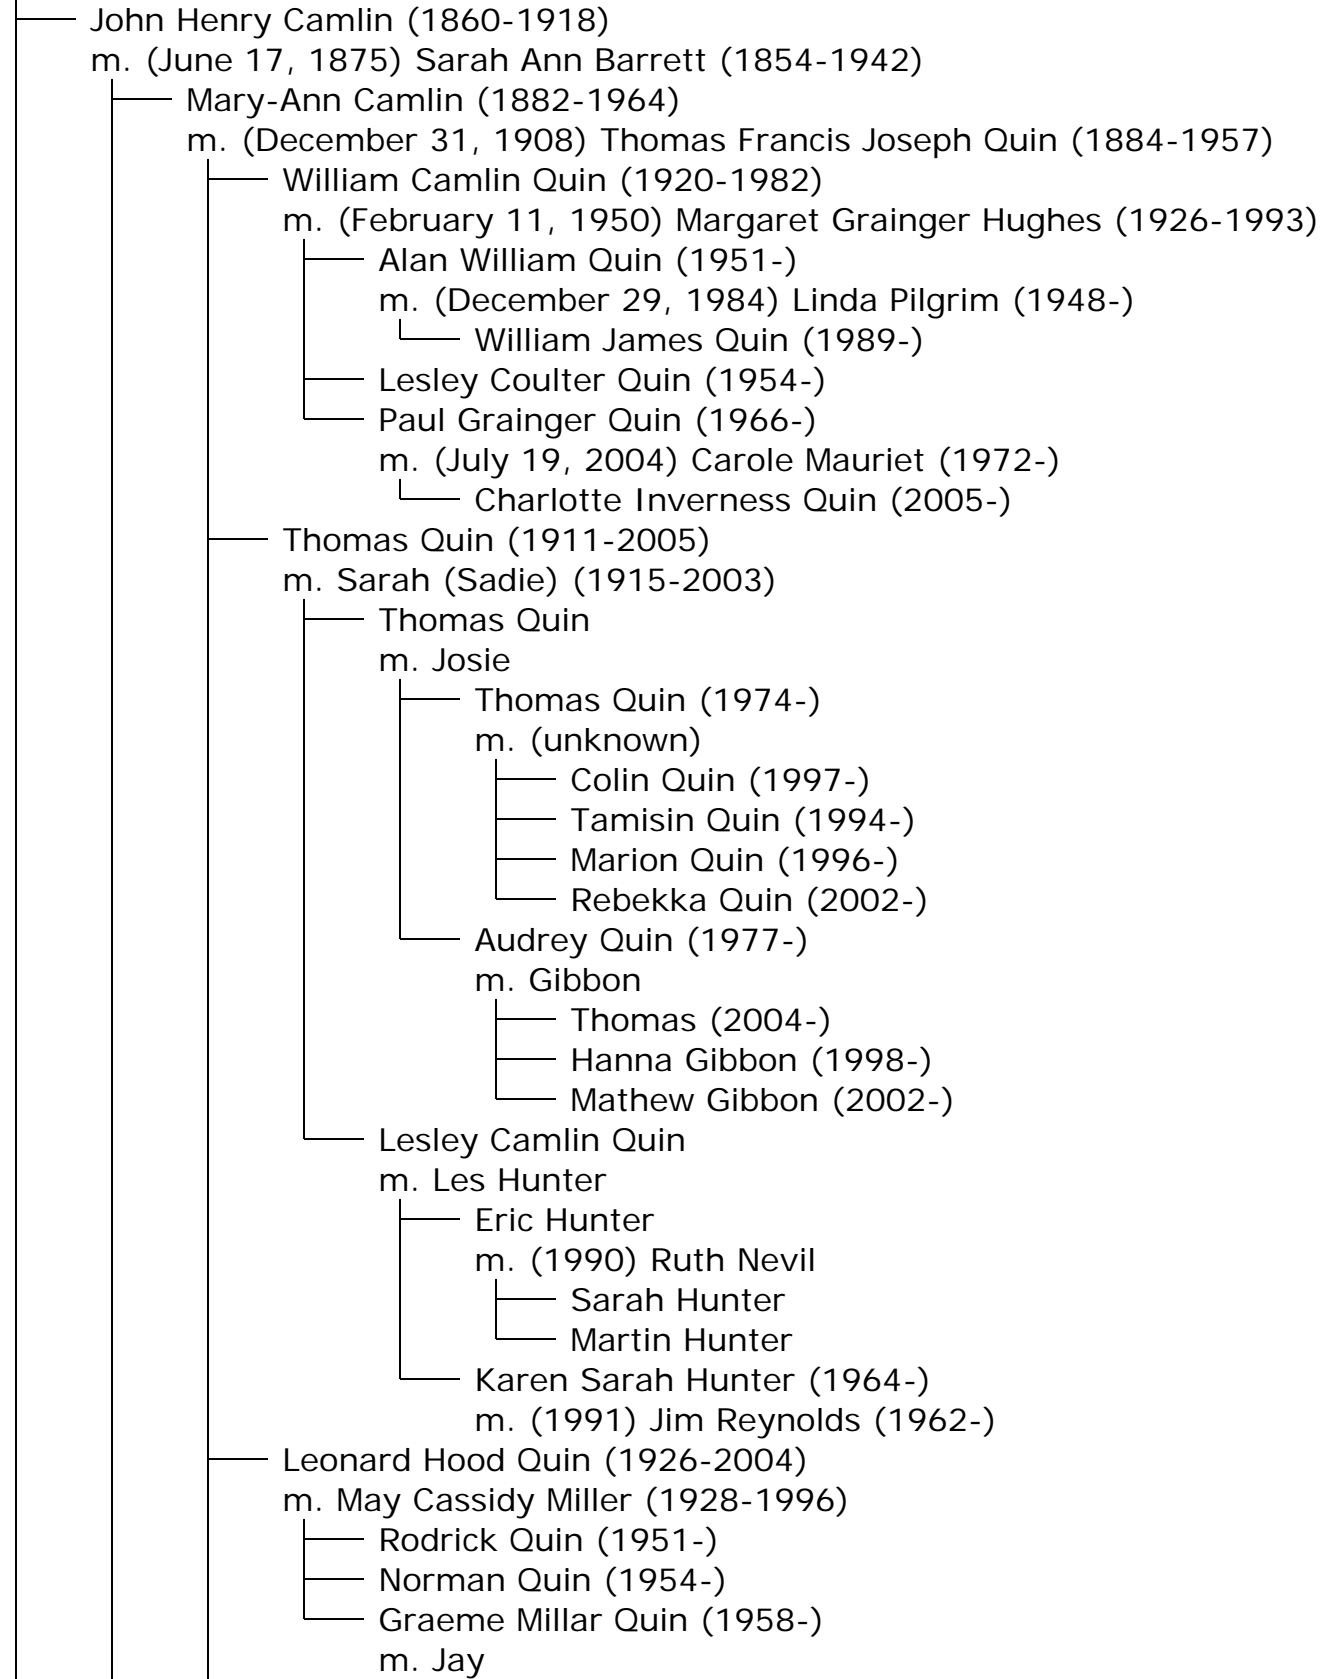 John Henry Camlin (1860-1918)
m. (June 17, 1875) Sarah Ann Barrett (1854-1942)
Mary-Ann Camlin (1882-1964)
m. (December 31, 1908) Thomas Francis Joseph Quin (1884-1957)
William Camlin Quin (1920-1982)
m. (February 11, 1950) Margaret Grainger Hughes (1926-1993)
Alan William Quin (1951-)
m. (December 29, 1984) Linda Pilgrim (1948-)
William James Quin (1989-)
Lesley Coulter Quin (1954-)
Paul Grainger Quin (1966-)
m. (July 19, 2004) Carole Mauriet (1972-)
Charlotte Inverness Quin (2005-)
Thomas Quin (1911-2005)
m. Sarah (Sadie) (1915-2003)
Thomas Quin
m. Josie
Thomas Quin (1974-)
m. (unknown)
Colin Quin (1997-)
Tamisin Quin (1994-)
Marion Quin (1996-)
Rebekka Quin (2002-)
Audrey Quin (1977-)
m. Gibbon
Thomas (2004-)
Hanna Gibbon (1998-)
Mathew Gibbon (2002-)
Lesley Camlin Quin
m. Les Hunter
Eric Hunter
m. (1990) Ruth Nevil
Sarah Hunter
Martin Hunter
Karen Sarah Hunter (1964-)
m. (1991) Jim Reynolds (1962-)
Leonard Hood Quin (1926-2004)
m. May Cassidy Miller (1928-1996)
Rodrick Quin (1951-)
Norman Quin (1954-)
Graeme Millar Quin (1958-)
m. Jay